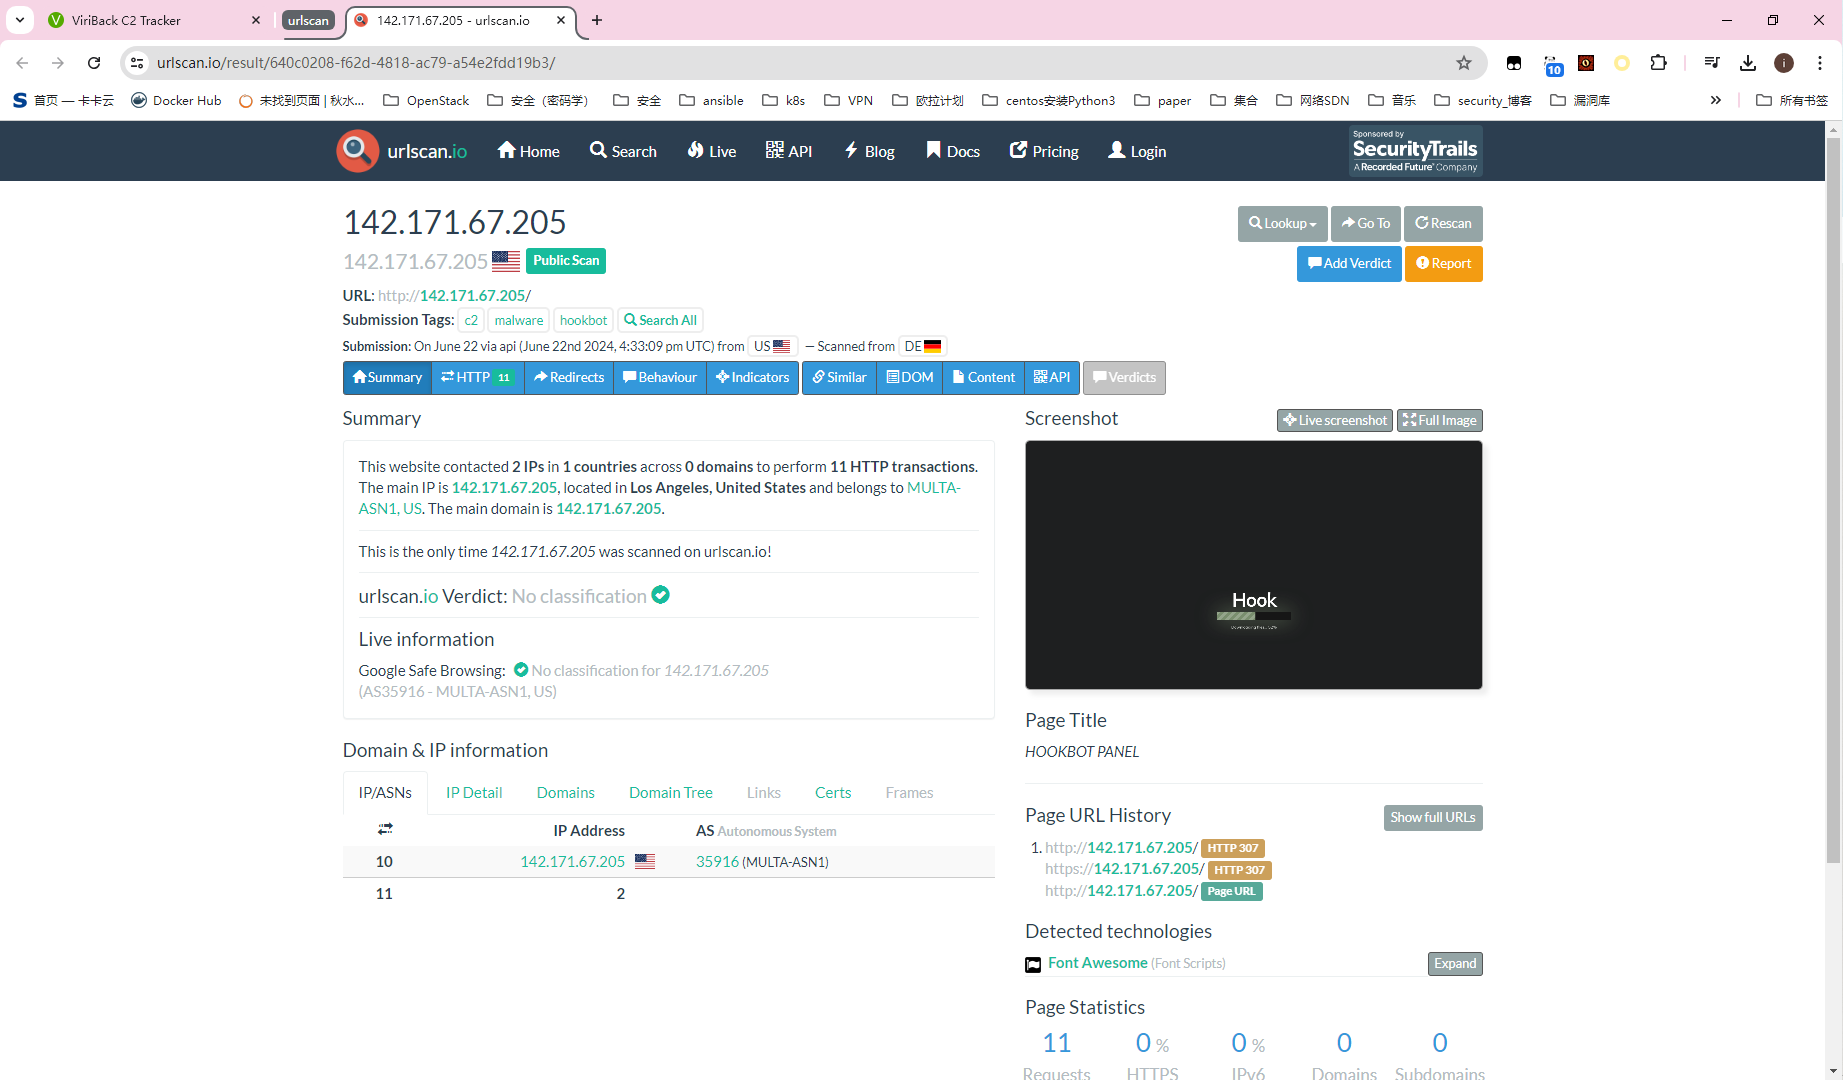 ViriBack C2 Tracker
urlscan
142.171.67.205 - urlscan.io
urlscan.io/result/640c0208-f62d-4818-ac79-a54e2fdd19b3/
10
i
S 首页 — 卡卡云
Docker Hub
未找到页面 | 秋水...
OpenStack
安全（密码学）
安全
ansible
k8s
VPN
欧拉计划
centos安装Python3
paper
集合
网络SDN
音乐
security_博客
漏洞库
»
所有书签
urlscan.io
Home
Search
Live
API
Blog
Docs
Pricing
Login
Sponsored by
SecurityTrails
A Recorded Future® Company
142.171.67.205
Lookup
Go To
Rescan
142.171.67.205
Public Scan
Add Verdict
Report
URL: http://142.171.67.205/
Submission Tags: c2 malware hookbot Search All
Submission: On June 22 via api (June 22nd 2024, 4:33:09 pm UTC) from US — Scanned from DE
Summary
HTTP 11
Redirects
Behaviour
Indicators
Similar
DOM
Content
API
Verdicts
Summary
This website contacted 2 IPs in 1 countries across 0 domains to perform 11 HTTP transactions.
The main IP is 142.171.67.205, located in Los Angeles, United States and belongs to MULTA-
ASN1, US. The main domain is 142.171.67.205.
This is the only time 142.171.67.205 was scanned on urlscan.io!
urlscan.io Verdict: No classification
Live information
Google Safe Browsing: No classification for 142.171.67.205
(AS35916 - MULTA-ASN1, US)
Domain & IP information
IP/ASNs
IP Detail
Domains
Domain Tree
Links
Certs
Frames
IP Address
AS Autonomous System
10
142.171.67.205
35916 (MULTA-ASN1)
11
2
Screenshot
Live screenshot
Full Image
Hook
Page Title
HOOKBOT PANEL
Page URL History
Show full URLs
1. http://142.171.67.205/ HTTP 307
https://142.171.67.205/ HTTP 307
http://142.171.67.205/ Page URL
Detected technologies
Font Awesome (Font Scripts)
Expand
Page Statistics
11
0 %
0 %
0
0
Requests
HTTPS
IPv6
Domains
Subdomains